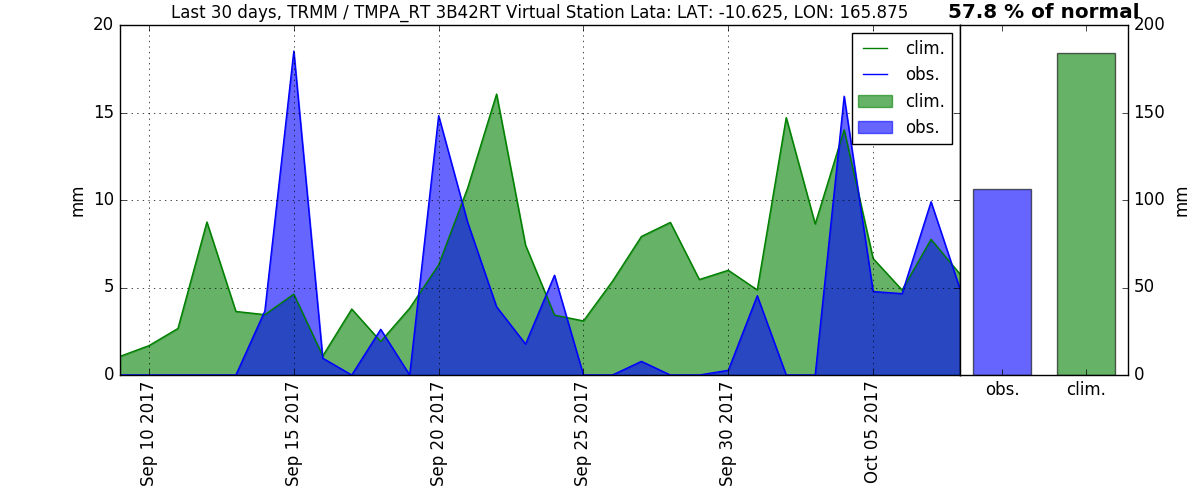 Last 30 days, TRMM / TMPA_RT 3B42RT Virtual Station Lata: LAT: -10.625, LON: 165.875
57.8 % of normal
20
15
10
5
0
mm
clim.
obs.
clim.
obs.
200
150
100
50
0
mm
Sep 10 2017
Sep 15 2017
Sep 20 2017
Sep 25 2017
Sep 30 2017
Oct 05 2017
obs.
clim.